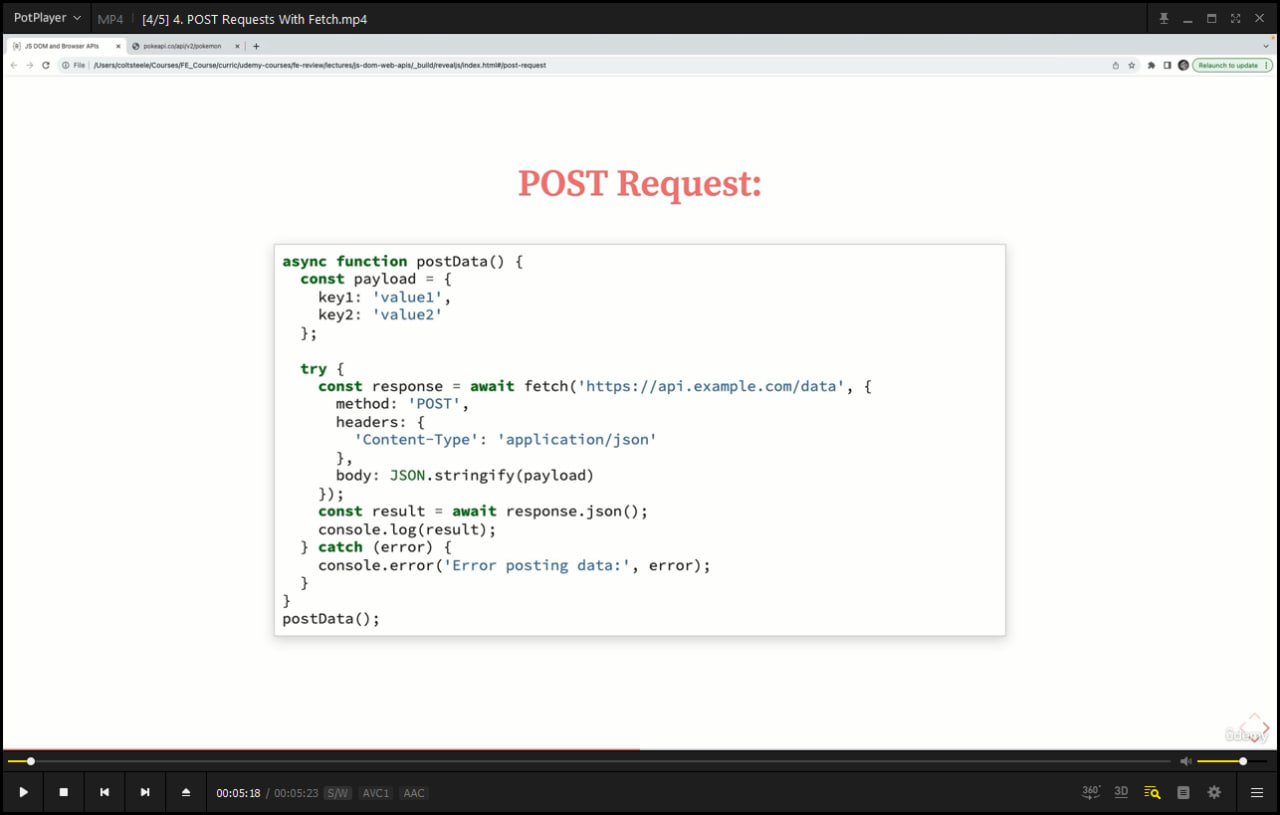 PotPlayer
MP4
[4/5] 4. POST Requests With Fetch.mp4
JS DOM and Browser APIs
pokeapi.co/api/v2/pokemon
File
/Users/coltsteele/Courses/FE_Course/curric/udemy-courses/fe-review/lectures/js-dom-web-apis/_build/revealjs/index.html#/post-request
Relaunch to update
POST Request:
async function postData() {
  const payload = {
    key1: 'value1',
    key2: 'value2'
  };
  try {
    const response = await fetch('https://api.example.com/data', {
      method: 'POST',
      headers: {
        'Content-Type': 'application/json'
      },
      body: JSON.stringify(payload)
    });
    const result = await response.json();
    console.log(result);
  } catch (error) {
    console.error('Error posting data:', error);
  }
}
postData();
ûdemy
00:05:18 / 00:05:23 S/W AVC1 AAC
360° 3D